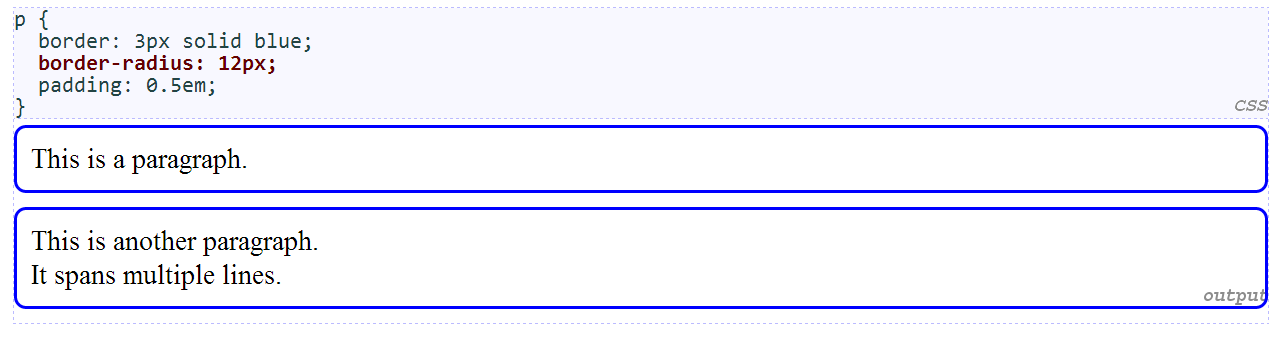 p {
  border: 3px solid blue;
  border-radius: 12px;
  padding: 0.5em;
}
CSS
This is a paragraph.
This is another paragraph.
It spans multiple lines.
output